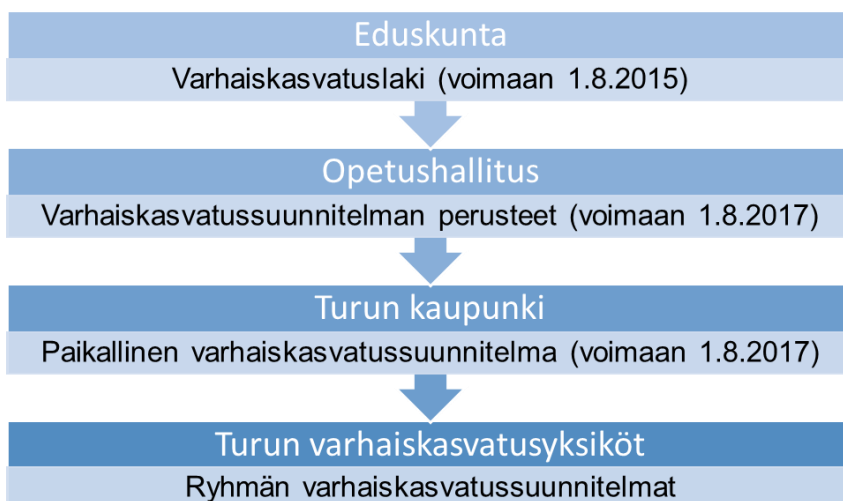 Eduskunta
Varhaiskasvatuslaki (voimaan 1.8.2015)
Opetushallitus
Varhaiskasvatussuunnitelman perusteet (voimaan 1.8.2017)
Turun kaupunki
Paikallinen varhaiskasvatussuunnitelma (voimaan 1.8.2017)
Turun varhaiskasvatusyksiköt
Ryhmän varhaiskasvatussuunnitelmat